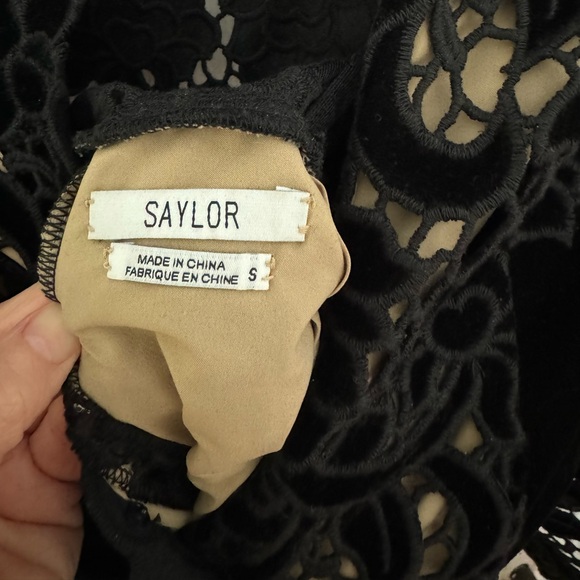 SAYLOR
MADE IN CHINA
FABRIQUE EN CHINE
S